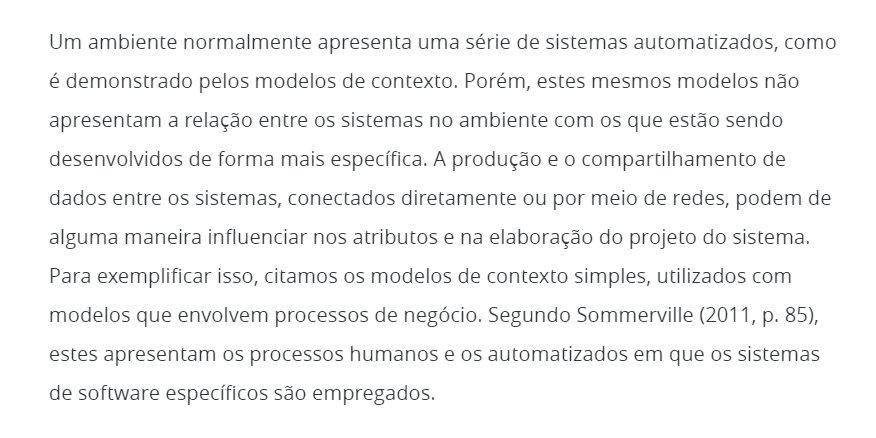 Um ambiente normalmente apresenta uma série de sistemas automatizados, como
é demonstrado pelos modelos de contexto. Porém, estes mesmos modelos não
apresentam a relação entre os sistemas no ambiente com os que estão sendo
desenvolvidos de forma mais específica. A produção e o compartilhamento de
dados entre os sistemas, conectados diretamente ou por meio de redes, podem de
alguma maneira influenciar nos atributos e na elaboração do projeto do sistema.
Para exemplificar isso, citamos os modelos de contexto simples, utilizados com
modelos que envolvem processos de negócio. Segundo Sommerville (2011, p. 85),
estes apresentam os processos humanos e os automatizados em que os sistemas
de software específicos são empregados.